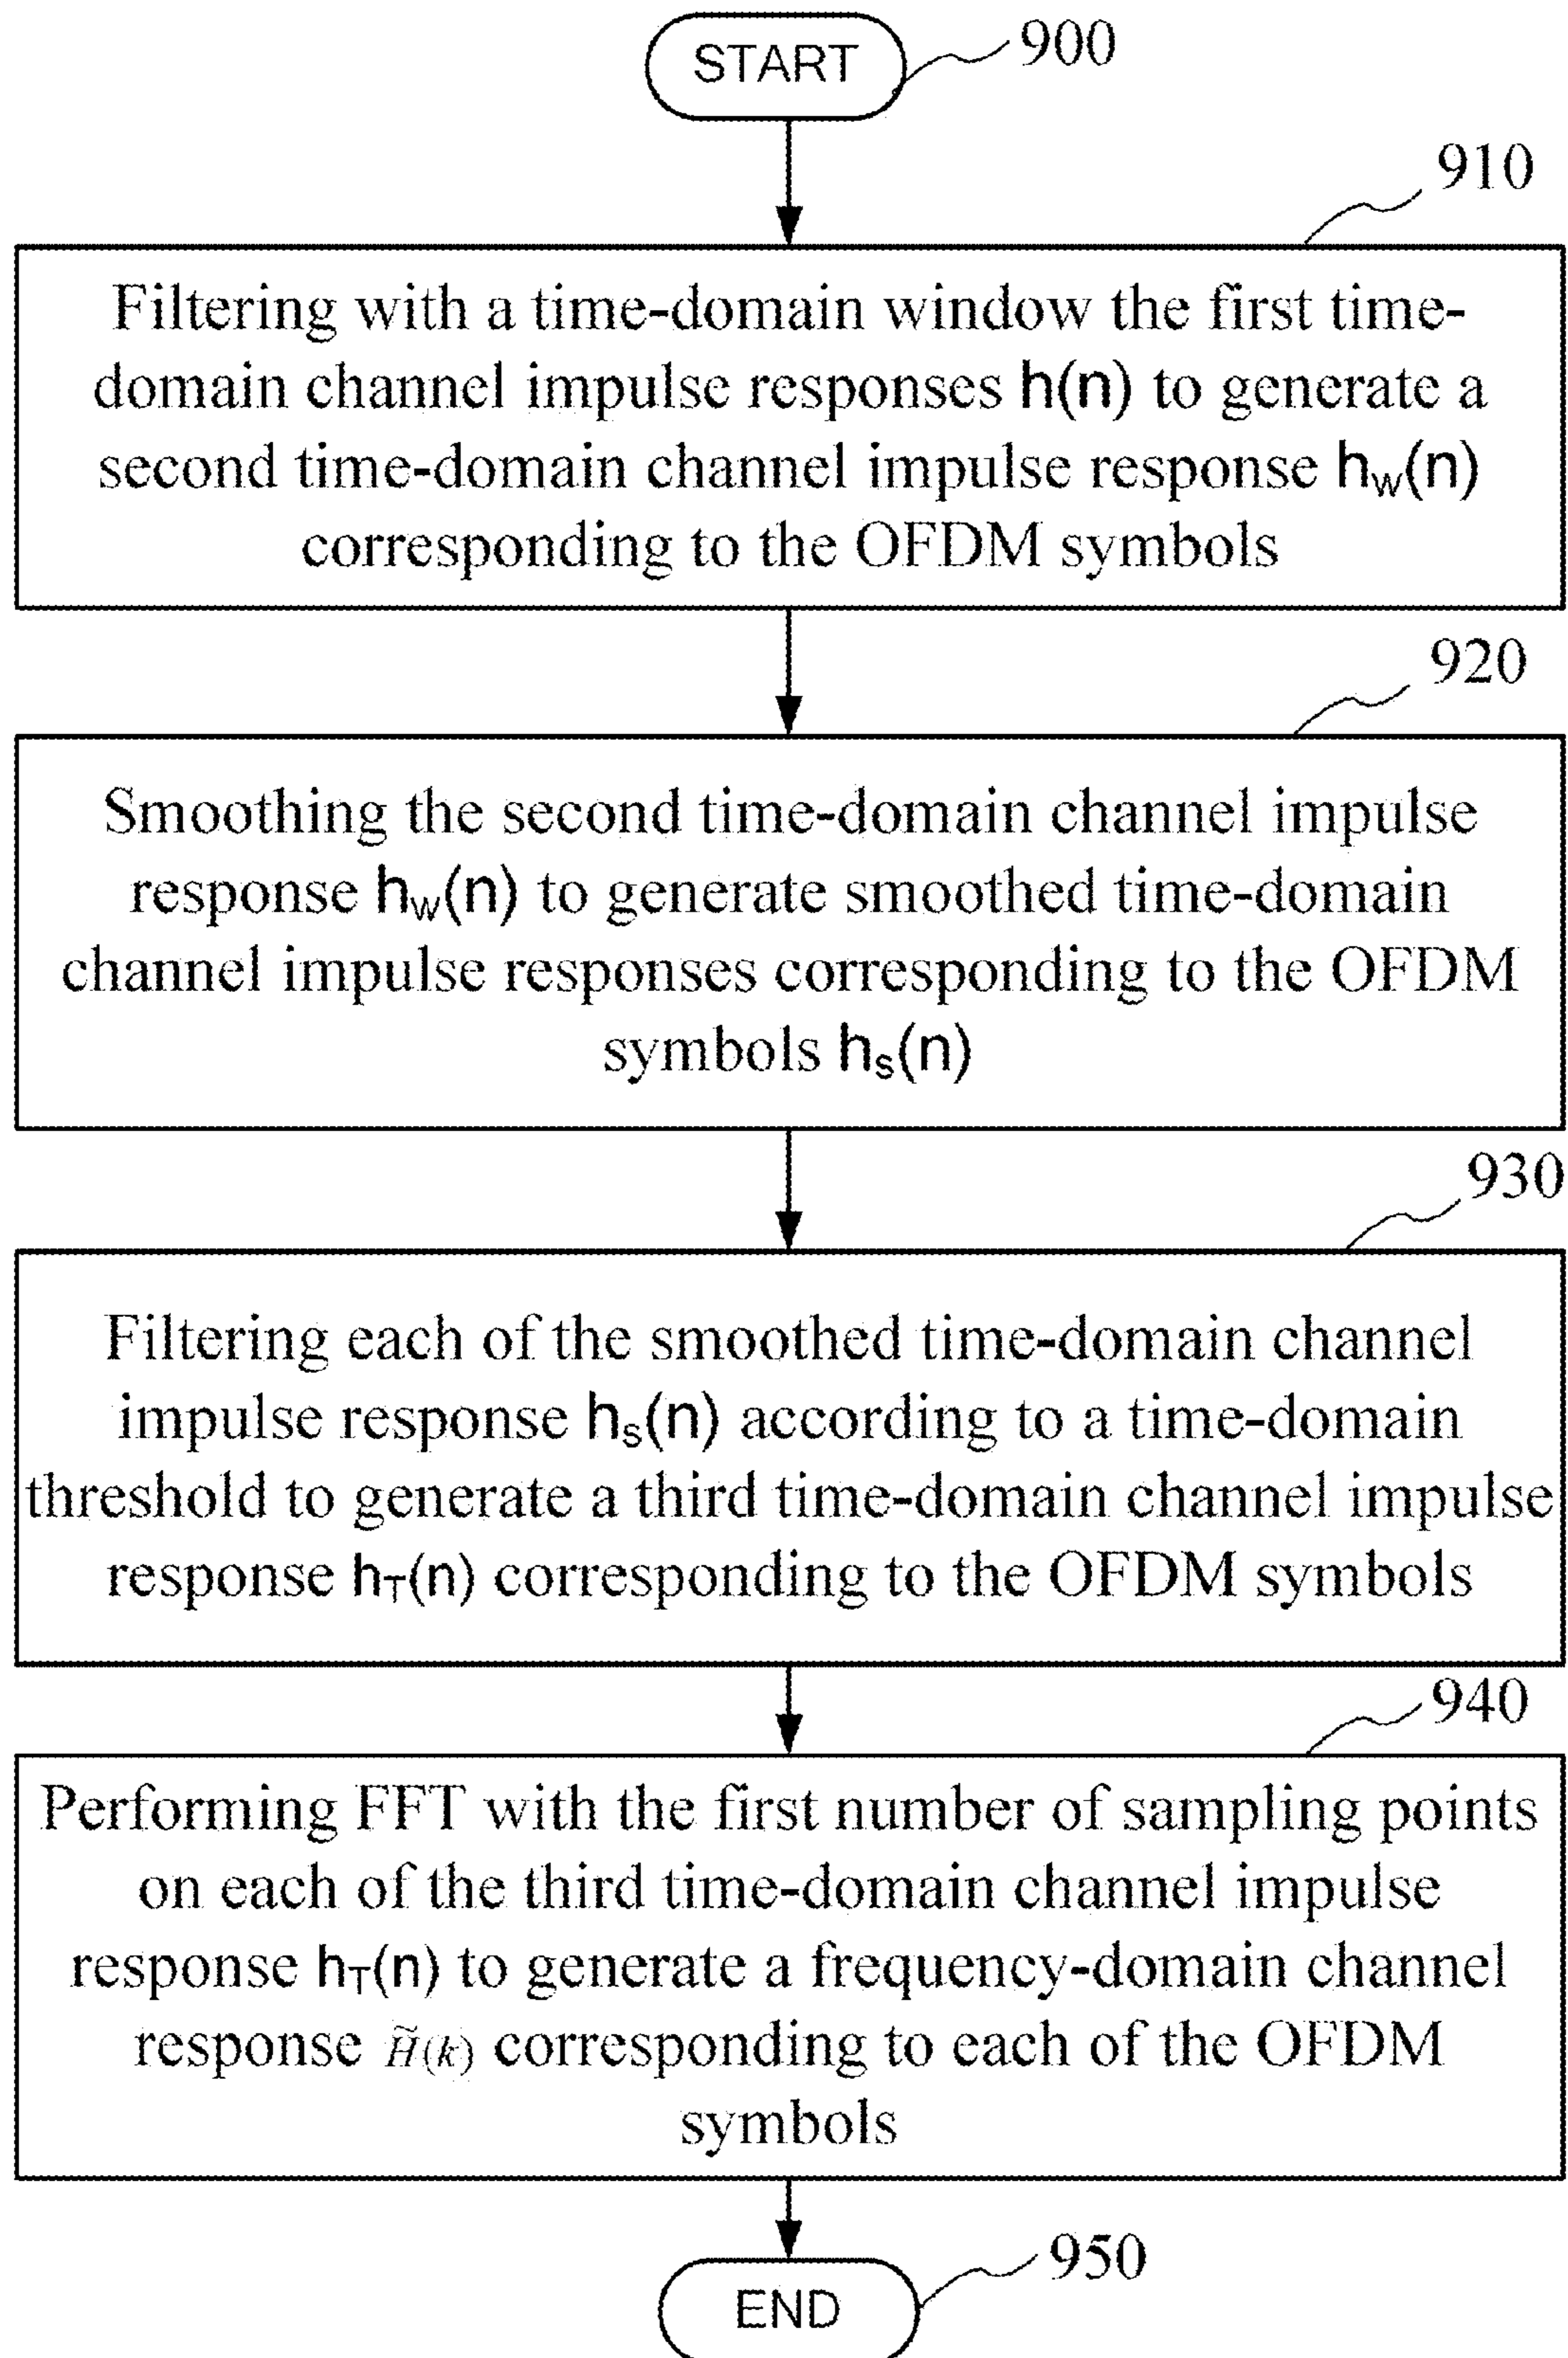 START
900
910
Filtering with a time-domain window the first time-
domain channel impulse responses h(n) to generate a
second time-domain channel impulse response hw(n)
corresponding to the OFDM symbols
920
Smoothing the second time-domain channel impulse
response hw(n) to generate smoothed time-domain
channel impulse responses corresponding to the OFDM
symbols hs(n)
930
Filtering each of the smoothed time-domain channel
impulse response hs(n) according to a time-domain
threshold to generate a third time-domain channel impulse
response hT(n) corresponding to the OFDM symbols
940
Performing FFT with the first number of sampling points
on each of the third time-domain channel impulse
response hT(n) to generate a frequency-domain channel
response H̃(k) corresponding to each of the OFDM
symbols
950
END